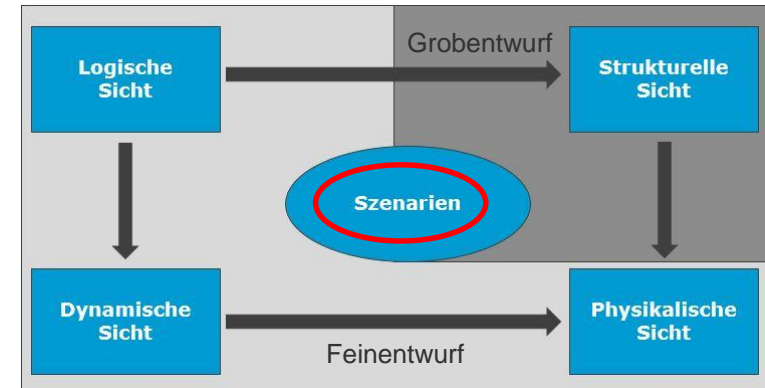 Grobentwurf
Logische
Sicht
Strukturelle
Sicht
Szenarien
Dynamische
Sicht
Physikalische
Sicht
Feinentwurf